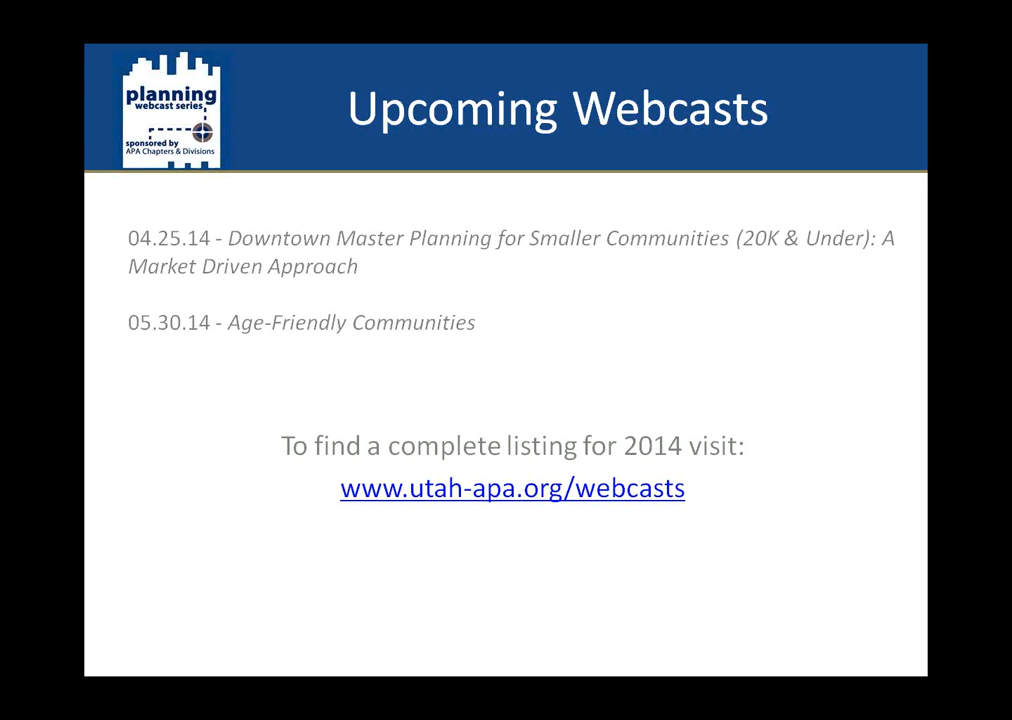 planning
webcast series
sponsored by
APA Chapters & Divisions
Upcoming Webcasts
04.25.14 - Downtown Master Planning for Smaller Communities (20K & Under): A
Market Driven Approach
05.30.14 - Age-Friendly Communities
To find a complete listing for 2014 visit:
www.utah-apa.org/webcasts